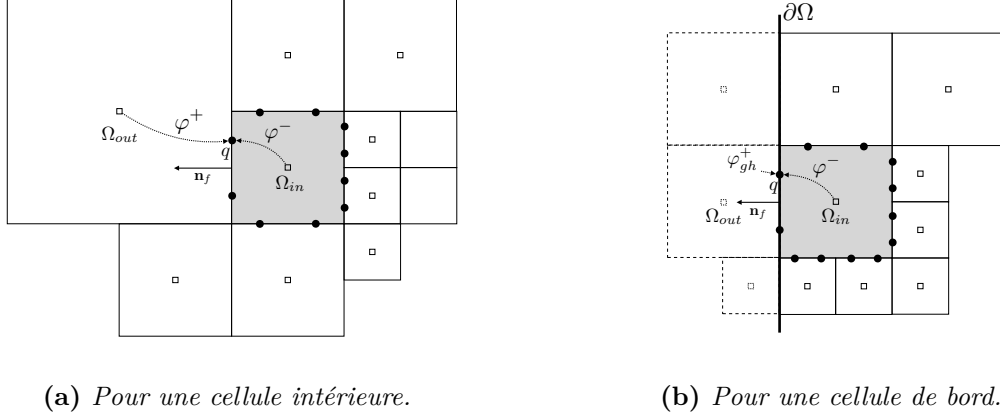 ∂Ω
φ⁺
φ⁻
Ω_out
q
n_f
Ω_in
φ⁺_gh
φ⁻
q
n_f
Ω_out
Ω_in
(a) Pour une cellule intérieure.
(b) Pour une cellule de bord.